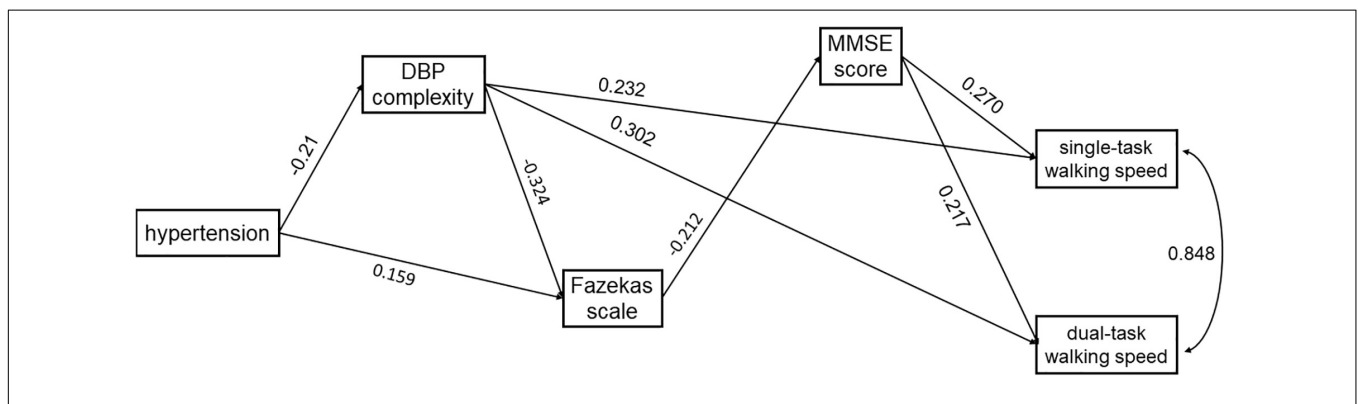 DBP
complexity
MMSE
score
0.232
0.270
0.302
-0.21
-0.324
single-task
walking speed
hypertension
-0.212
0.217
0.159
Fazekas
scale
0.848
dual-task
walking speed